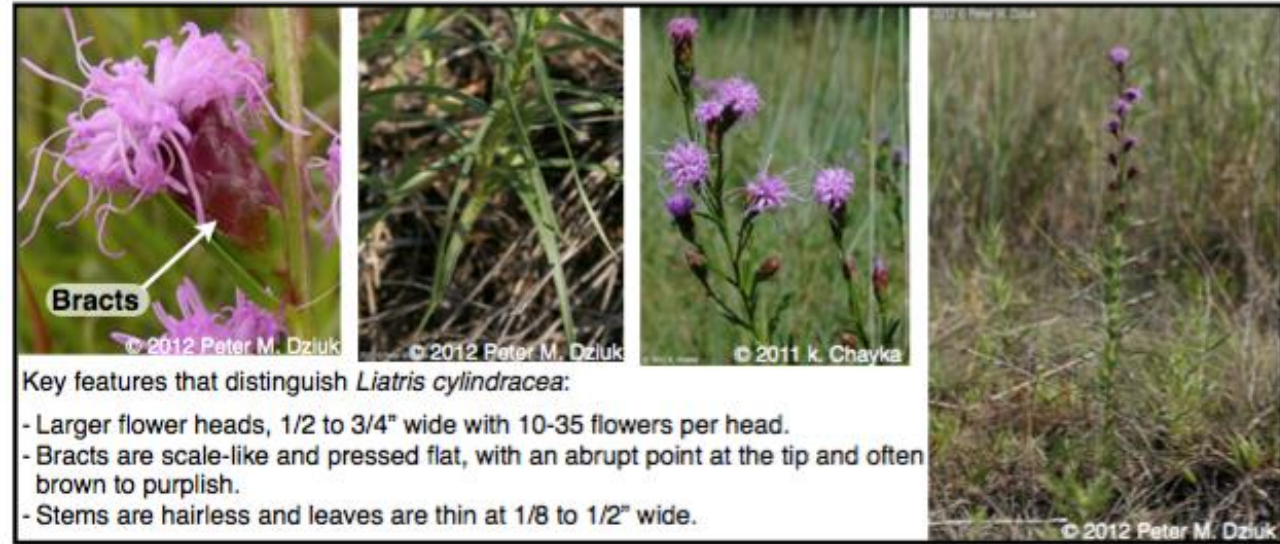 Bracts
© 2012 Peter M. Dziuk
© 2012 Peter M. Dziuk
© 2011 k. Chayka
Key features that distinguish Liatris cylindracea:
- Larger flower heads, 1/2 to 3/4” wide with 10-35 flowers per head.
- Bracts are scale-like and pressed flat, with an abrupt point at the tip and often
brown to purplish.
- Stems are hairless and leaves are thin at 1/8 to 1/2” wide.
© 2012 Peter M. Dziuk